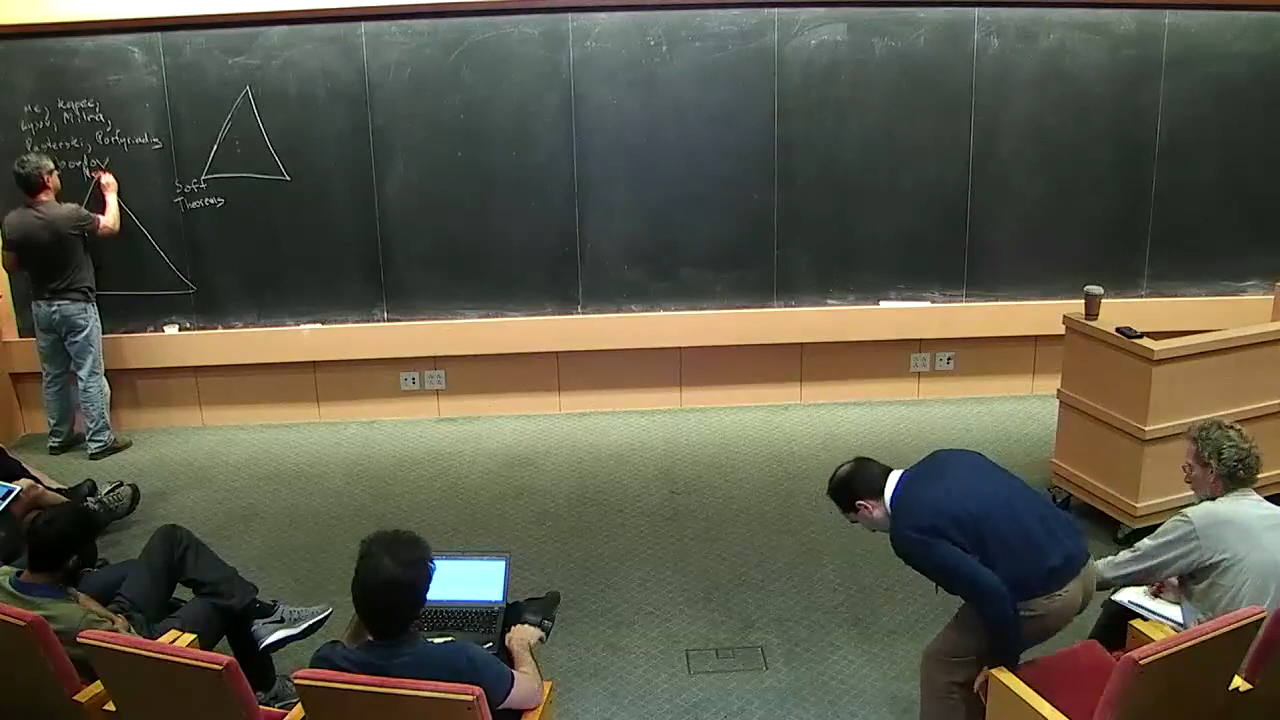 Me, Kapec,
Lysov, Mitra,
Pasterski, Porfyriadis
Soft
Theorems